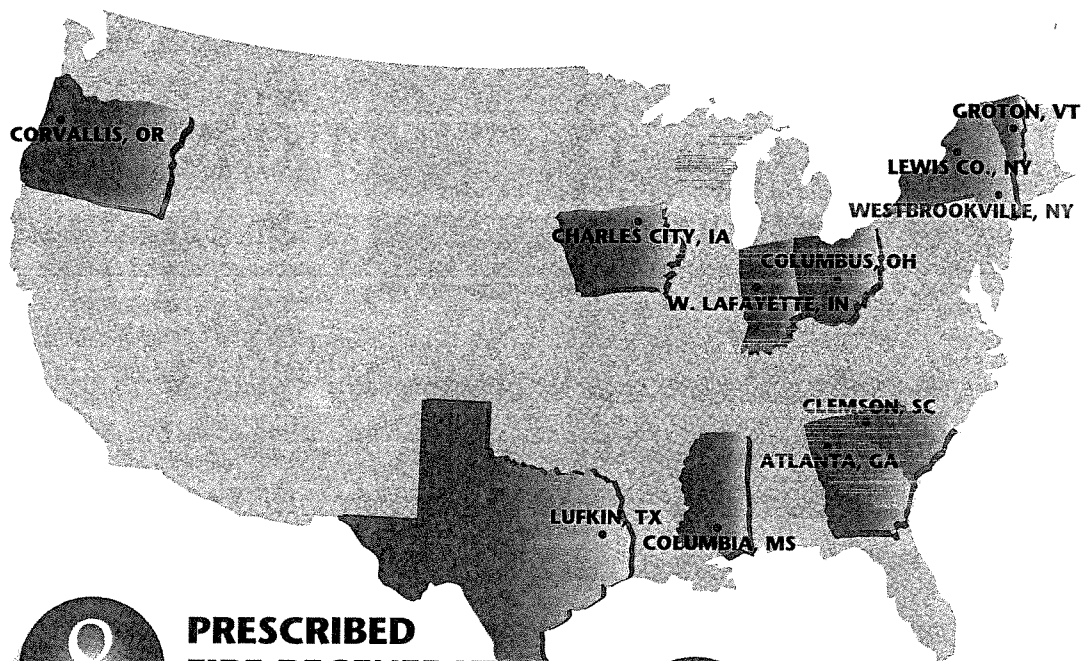 GROTON, VT
CORVALLIS, OR
LEWIS CO., NY
WESTBROOKVILLE, NY
CHARLES CITY, IA
COLUMBUS, OH
W. LAFAYETTE, IN
CLEMSON, SC
ATLANTA, GA
LUFKIN, TX
COLUMBIA, MS
PRESCRIBED